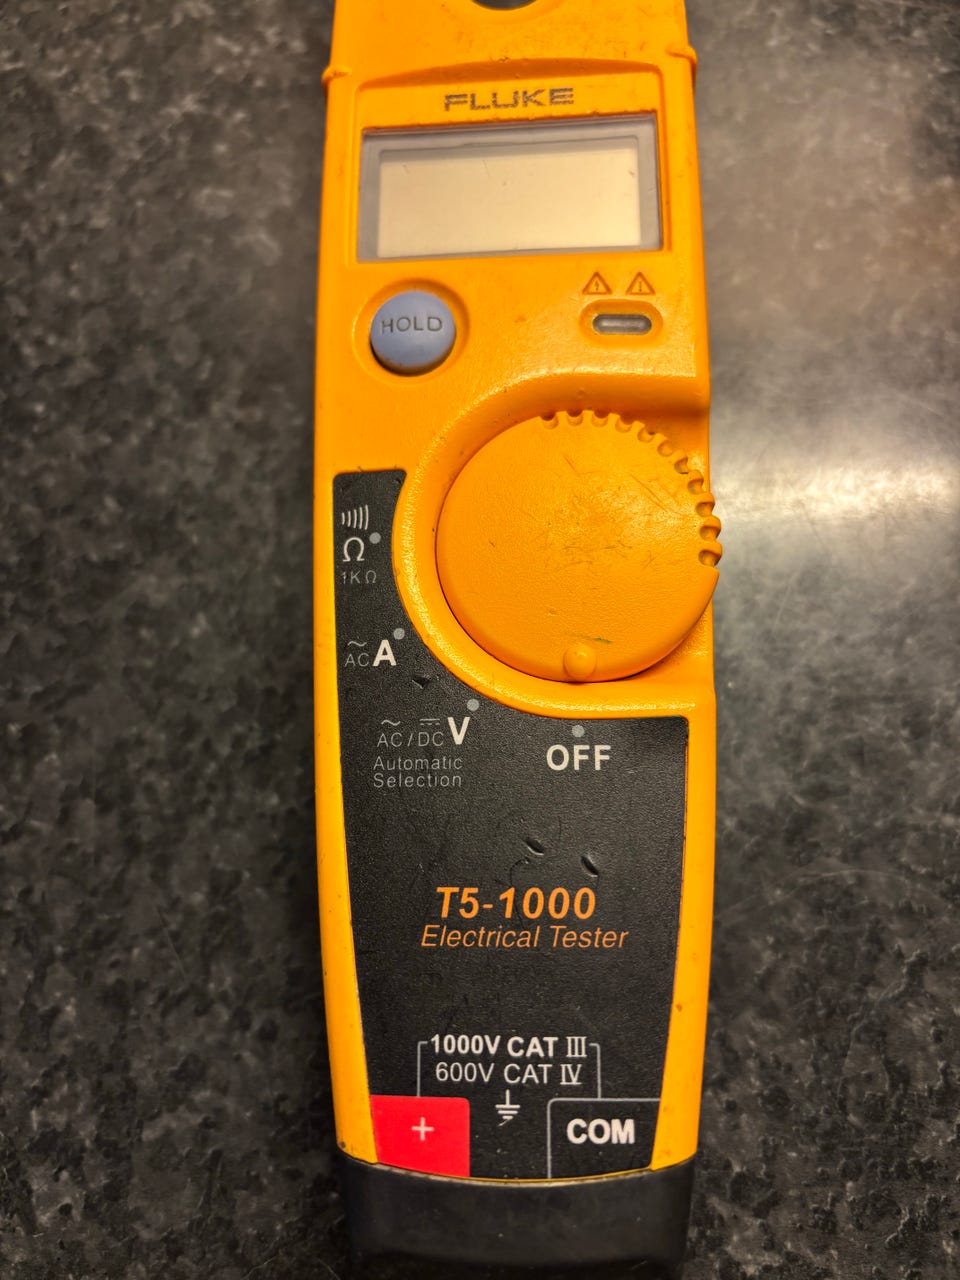 FLUKE
HOLD
Ω
1KΩ
AC A
AC/DC V
Automatic
Selection
OFF
T5-1000
Electrical Tester
1000V CAT III
600V CAT IV
+
COM